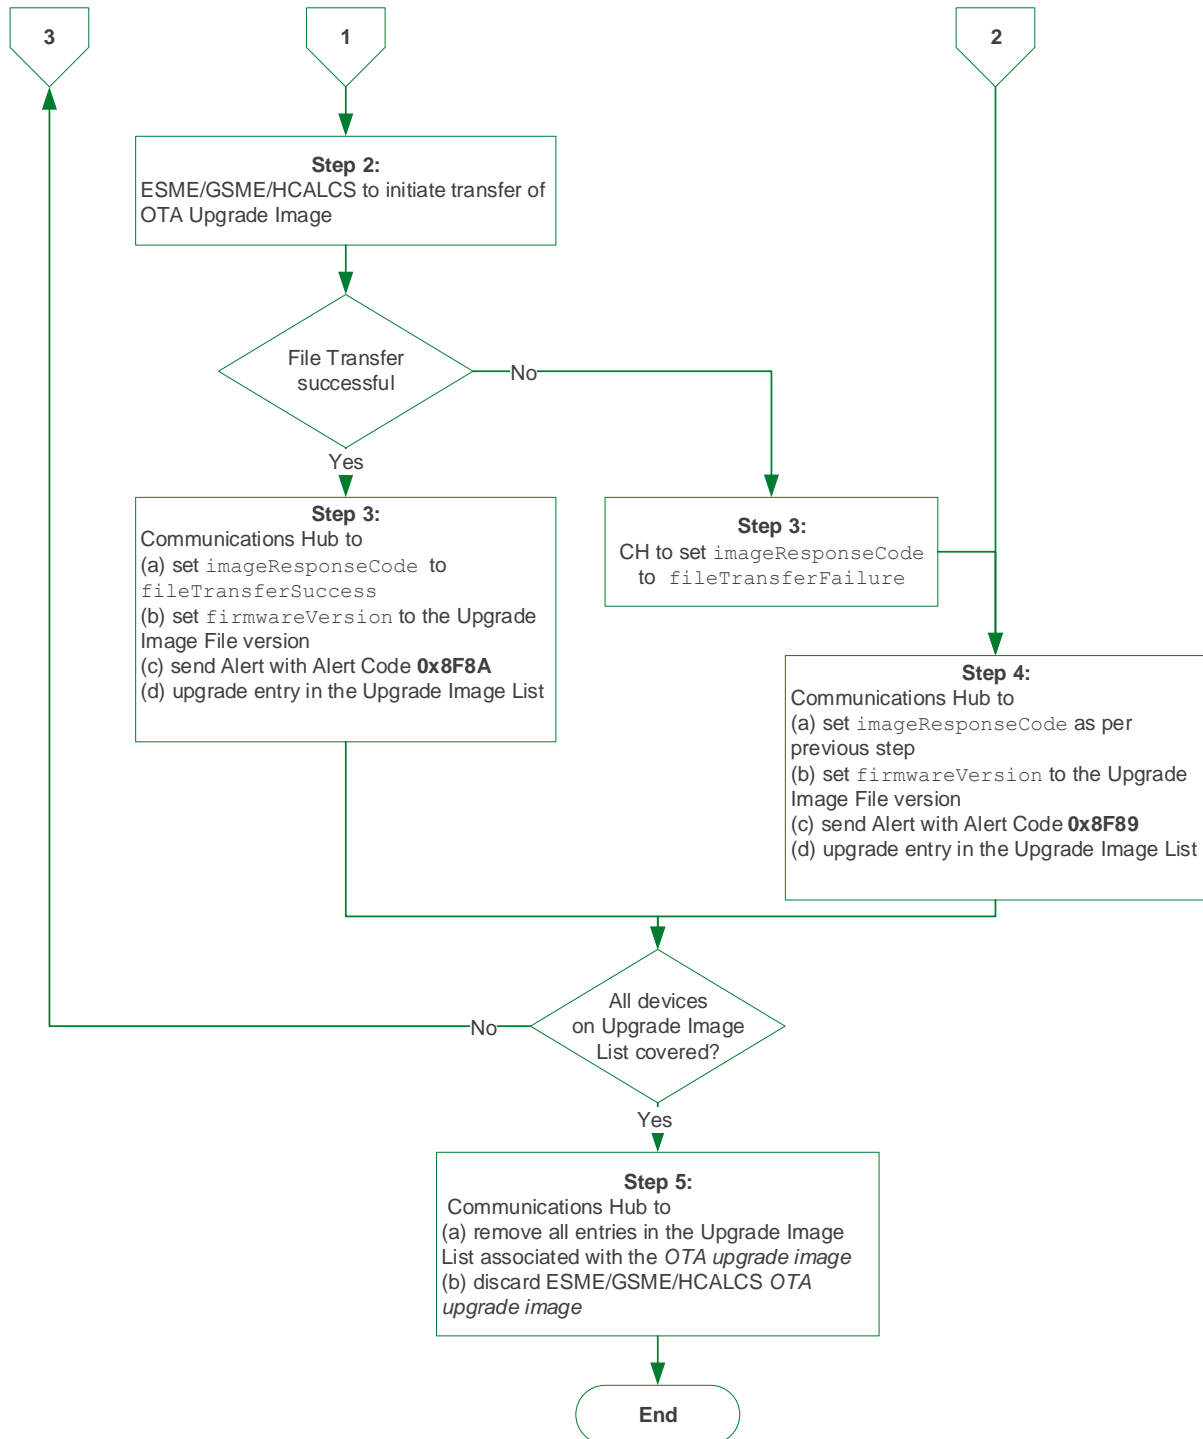 3
1
2
Step 2:
ESME/GSME/HCALCS to initiate transfer of
OTA Upgrade Image
File Transfer
successful
No
Yes
Step 3:
Communications Hub to
(a) set imageResponseCode to
fileTransferSuccess
(b) set firmwareVersion to the Upgrade
Image File version
(c) send Alert with Alert Code 0x8F8A
(d) upgrade entry in the Upgrade Image List
Step 3:
CH to set imageResponseCode
to fileTransferFailure
Step 4:
Communications Hub to
(a) set imageResponseCode as per
previous step
(b) set firmwareVersion to the Upgrade
Image File version
(c) send Alert with Alert Code 0x8F89
(d) upgrade entry in the Upgrade Image List
All devices
on Upgrade Image
List covered?
No
Yes
Step 5:
Communications Hub to
(a) remove all entries in the Upgrade Image
List associated with the OTA upgrade image
(b) discard ESME/GSME/HCALCS OTA
upgrade image
End